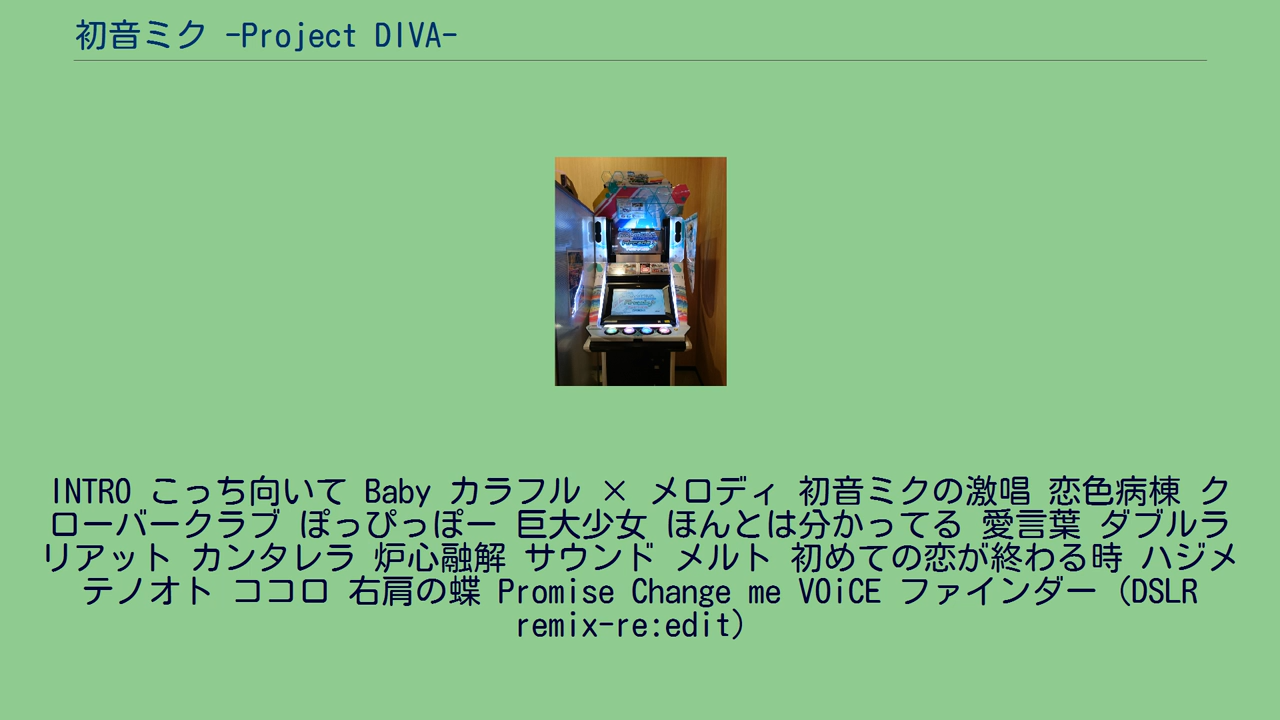 初音ミク -Project DIVA-
INTRO こっち向いて Baby カラフル × メロディ 初音ミクの激唱 恋色病棟 ク
ローバークラブ ぽっぴっぽー 巨大少女 ほんとは分かってる 愛言葉 ダブルラ
リアット カンタレラ 炉心融解 サウンド メルト 初めての恋が終わる時 ハジメ
テノオト ココロ 右肩の蝶 Promise Change me VOiCE ファインダー (DSLR
remix-re:edit)